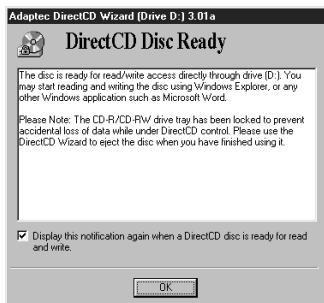 Adaptec DirectCD Wizard (Drive D:) 3.01a
DirectCD Disc Ready
The disc is ready for read/write access directly through drive (D:). You
may start reading and writing the disc using Windows Explorer, or any
other Windows application such as Microsoft Word.
Please Note: The CD-R/CD-RW drive tray has been locked to prevent
accidental loss of data while under DirectCD control. Please use the
DirectCD Wizard to eject the disc when you have finished using it.
Display this notification again when a DirectCD disc is ready for read
and write.
OK